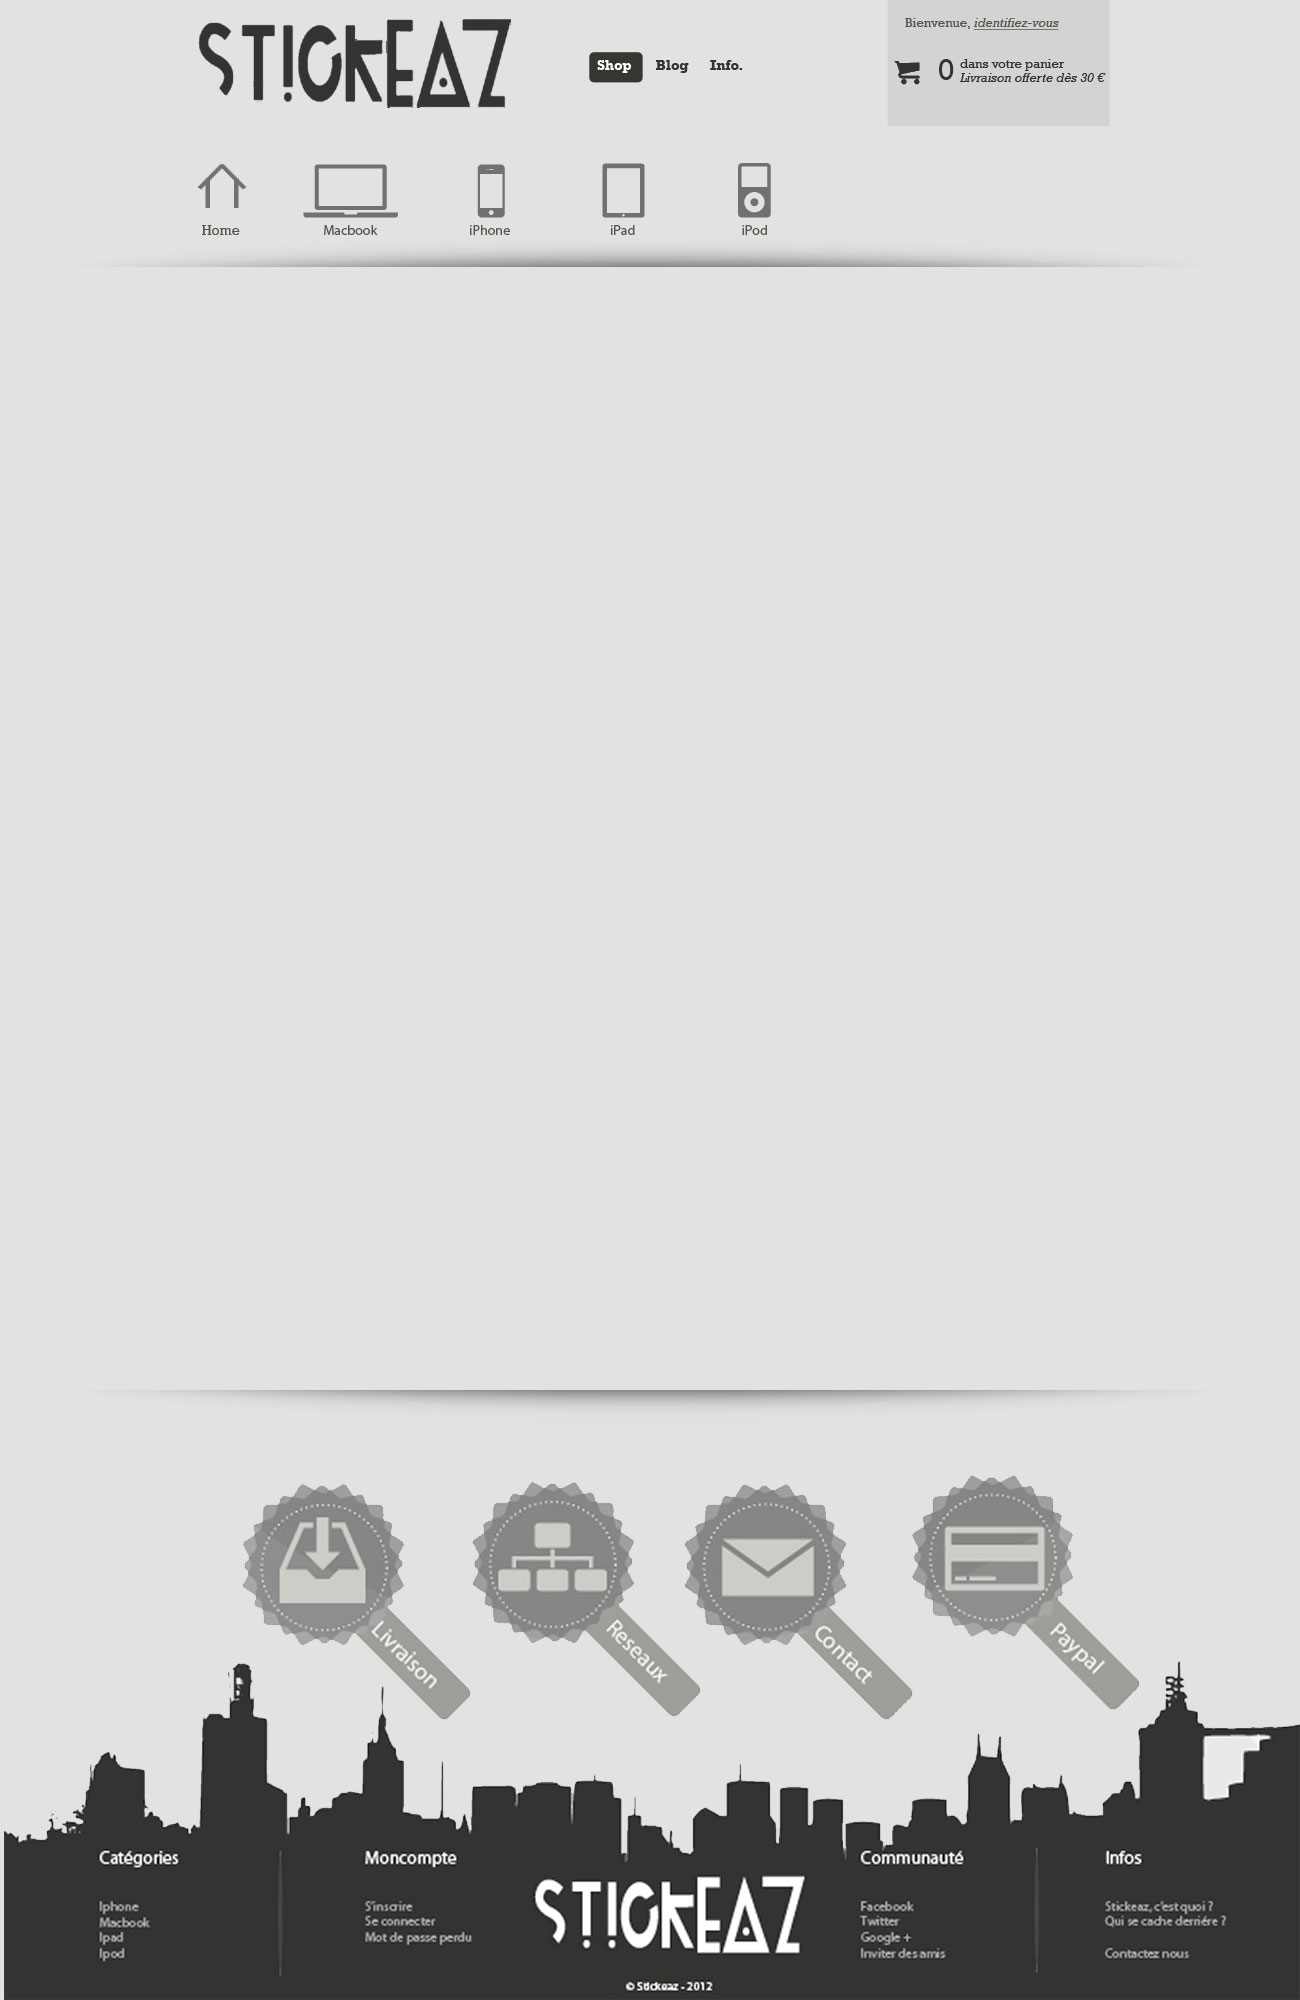 STICKEAZ
Shop Blog Info.
Bienvenue, identifiez-vous
0 dans votre panier
Livraison offerte dès 30 €
Home Macbook iPhone iPad iPod
Livraison
Reseaux
Contact
Paypal
Catégories
Iphone
Macbook
Ipad
Ipod
Moncompte
S'inscrire
Se connecter
Mot de passe perdu
STICKEAZ
© Stickeaz - 2012
Communauté
Facebook
Twitter
Google +
Inviter des amis
Infos
Stickeaz, c'est quoi ?
Qui se cache derriére ?
Contactez nous